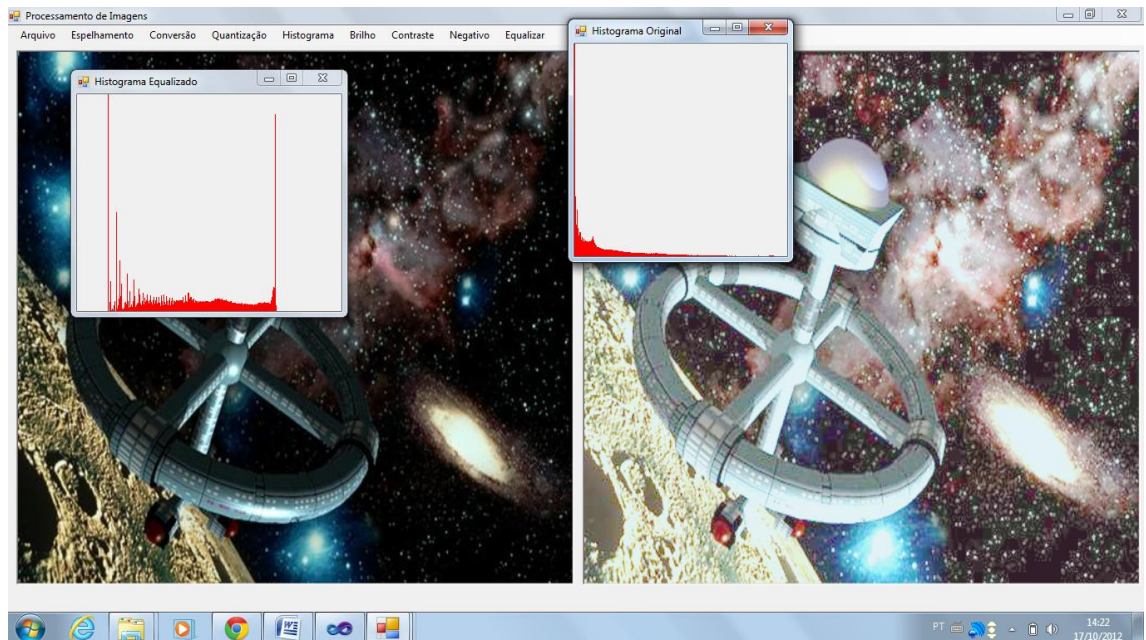 Processamento de Imagens
Arquivo Espelhamento Conversão Quantização Histograma Brilho Contraste Negativo Equalizar
Histograma Original
Histograma Equalizado
PT
14:22
17/10/2012